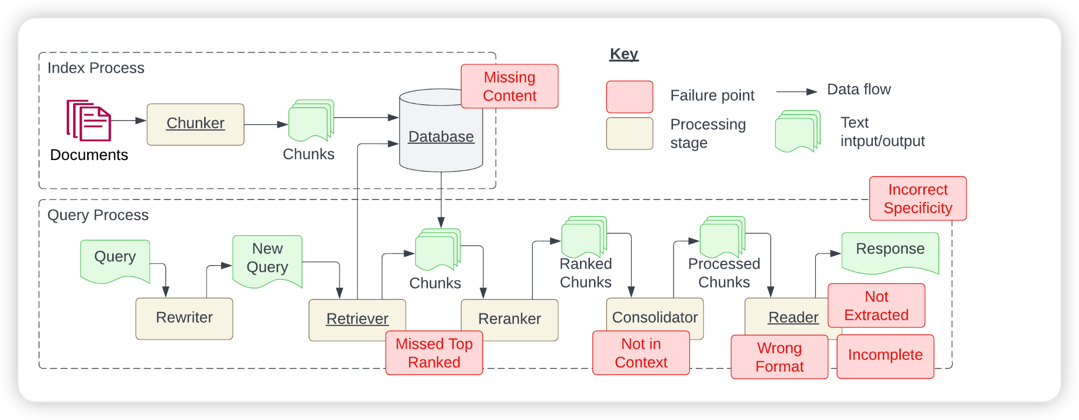 Index Process
Documents
Chunker
Chunks
Database
Missing
Content
Key
Failure point
Data flow
Processing
stage
Text
intput/output
Query Process
Incorrect
Specificity
Query
Rewriter
New
Query
Retriever
Chunks
Missed Top
Ranked
Reranker
Ranked
Chunks
Consolidator
Not in
Context
Processed
Chunks
Reader
Response
Not
Extracted
Wrong
Format
Incomplete